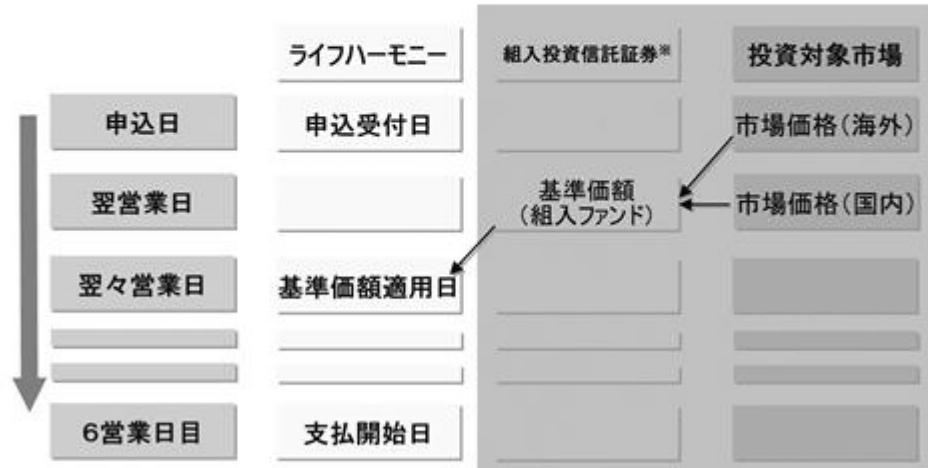 ライフハーモニー 組入投資信託証券※ 投資対象市場
申込日 申込受付日 市場価格(海外)
翌営業日 基準価額 市場価格(国内)
(組入ファンド)
翌々営業日 基準価額適用日
6営業日目 支払開始日